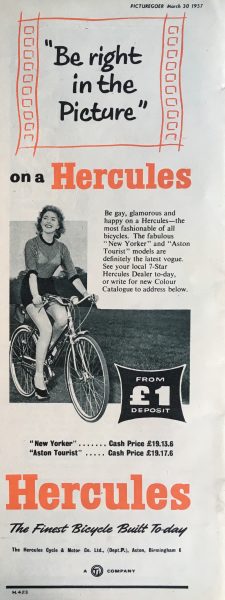 PICTUREGOER March 30 1957
"Be right
in the
Picture"
on a Hercules
Be gay, glamorous and
happy on a Hercules—the
most fashionable of all
bicycles. The fabulous
"New Yorker" and "Aston
Tourist" models are
definitely the latest vogue.
See your local 7-Star
Hercules Dealer to-day,
or write for new Colour
Catalogue to address below.
FROM
£1
DEPOSIT
"New Yorker" ....... Cash Price £19.13.6
"Aston Tourist" ..... Cash Price £19.17.6
Hercules
The Finest Bicycle Built To-day
The Hercules Cycle & Motor Co. Ltd., (Dept.P.), Aston, Birmingham 6
A COMPANY
H.423